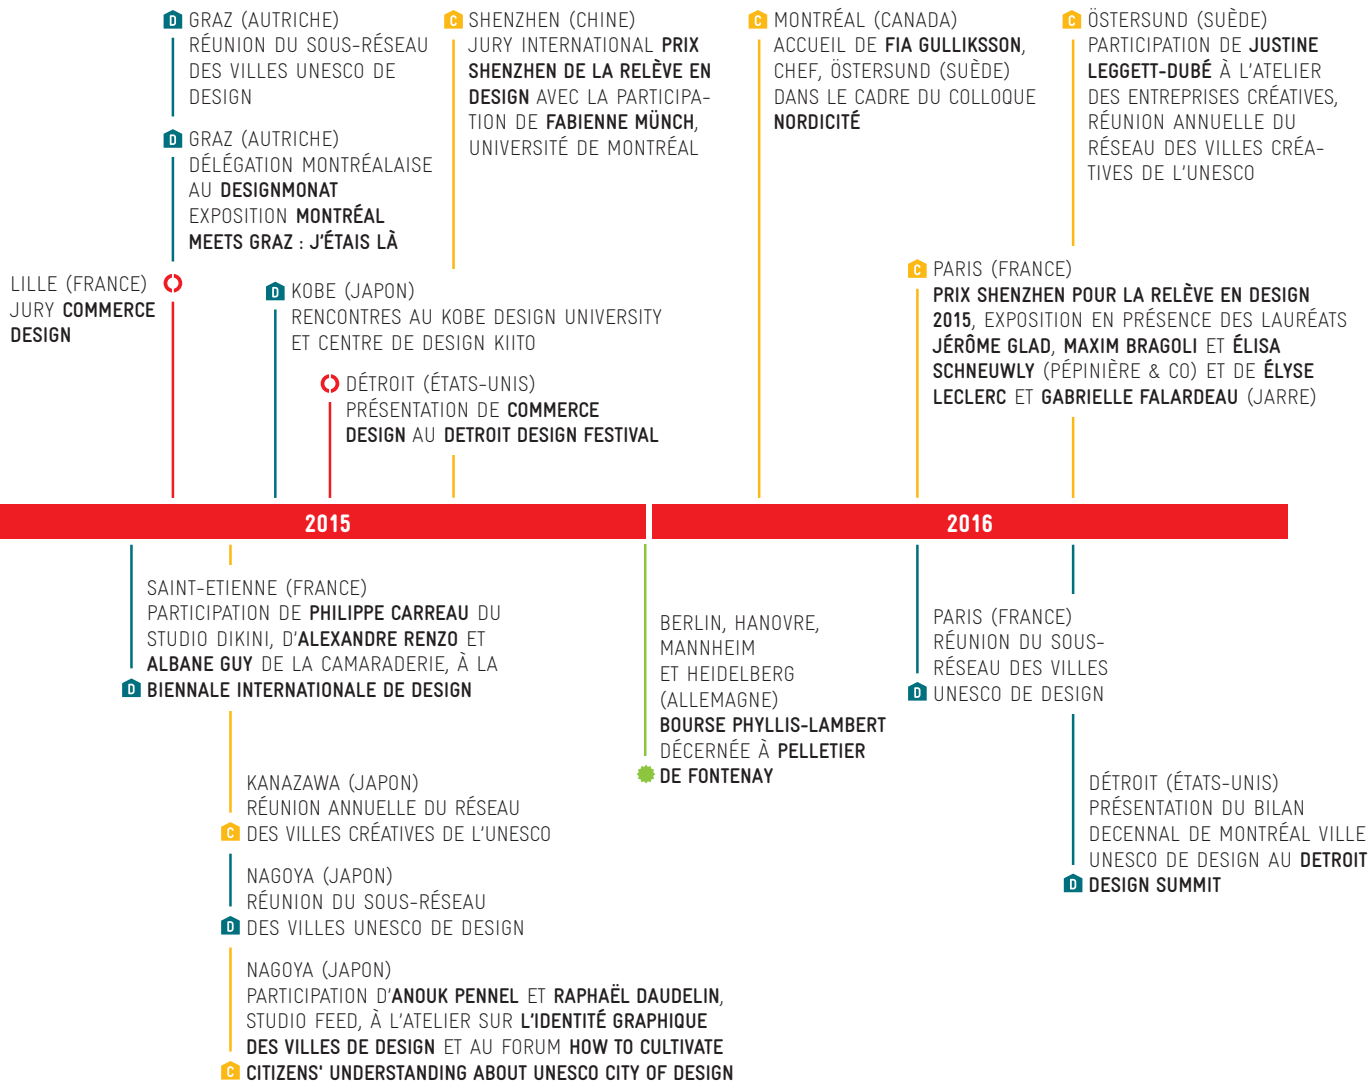 D GRAZ (AUTRICHE)
RÉUNION DU SOUS-RÉSEAU
DES VILLES UNESCO DE
DESIGN
D GRAZ (AUTRICHE)
DÉLÉGATION MONTRÉALAISE
AU DESIGNMONAT
EXPOSITION MONTRÉAL
MEETS GRAZ : J'ÉTAIS LÀ
LILLE (FRANCE)
JURY COMMERCE
DESIGN
D KOBE (JAPON)
RENCONTRES AU KOBE DESIGN UNIVERSITY
ET CENTRE DE DESIGN KIITO
DÉTROIT (ÉTATS-UNIS)
PRÉSENTATION DE COMMERCE
DESIGN AU DETROIT DESIGN FESTIVAL
C SHENZHEN (CHINE)
JURY INTERNATIONAL PRIX
SHENZHEN DE LA RELÈVE EN
DESIGN AVEC LA PARTICIPA-
TION DE FABIENNE MÜNCH,
UNIVERSITÉ DE MONTRÉAL
C MONTRÉAL (CANADA)
ACCUEIL DE FIA GULLIKSSON,
CHEF, ÖSTERSUND (SUÈDE)
DANS LE CADRE DU COLLOQUE
NORDICITÉ
C ÖSTERSUND (SUÈDE)
PARTICIPATION DE JUSTINE
LEGGETT-DUBÉ À L'ATELIER
DES ENTREPRISES CRÉATIVES,
RÉUNION ANNUELLE DU
RÉSEAU DES VILLES CRÉA-
TIVES DE L'UNESCO
C PARIS (FRANCE)
PRIX SHENZHEN POUR LA RELÈVE EN DESIGN
2015, EXPOSITION EN PRÉSENCE DES LAURÉATS
JÉRÔME GLAD, MAXIM BRAGOLI ET ÉLISA
SCHNEUWLY (PÉPINIÈRE & CO) ET DE ÉLYSE
LECLERC ET GABRIELLE FALARDEAU (JARRE)
2015
2016
SAINT-ETIENNE (FRANCE)
PARTICIPATION DE PHILIPPE CARREAU DU
STUDIO DIKINI, D'ALEXANDRE RENZO ET
ALBANE GUY DE LA CAMARADERIE, À LA
D BIENNALE INTERNATIONALE DE DESIGN
KANAZAWA (JAPON)
RÉUNION ANNUELLE DU RÉSEAU
C DES VILLES CRÉATIVES DE L'UNESCO
NAGOYA (JAPON)
RÉUNION DU SOUS-RÉSEAU
D DES VILLES UNESCO DE DESIGN
NAGOYA (JAPON)
PARTICIPATION D'ANOUK PENNEL ET RAPHAËL DAUDELIN,
STUDIO FEED, À L'ATELIER SUR L'IDENTITÉ GRAPHIQUE
DES VILLES DE DESIGN ET AU FORUM HOW TO CULTIVATE
C CITIZENS' UNDERSTANDING ABOUT UNESCO CITY OF DESIGN
BERLIN, HANOVRE,
MANNHEIM
ET HEIDELBERG
(ALLEMAGNE)
BOURSE PHYLLIS-LAMBERT
DÉCERNÉE À PELLETIER
DE FONTENAY
PARIS (FRANCE)
RÉUNION DU SOUS-
RÉSEAU DES VILLES
D UNESCO DE DESIGN
DÉTROIT (ÉTATS-UNIS)
PRÉSENTATION DU BILAN
DECENNAL DE MONTRÉAL VILLE
UNESCO DE DESIGN AU DETROIT
D DESIGN SUMMIT